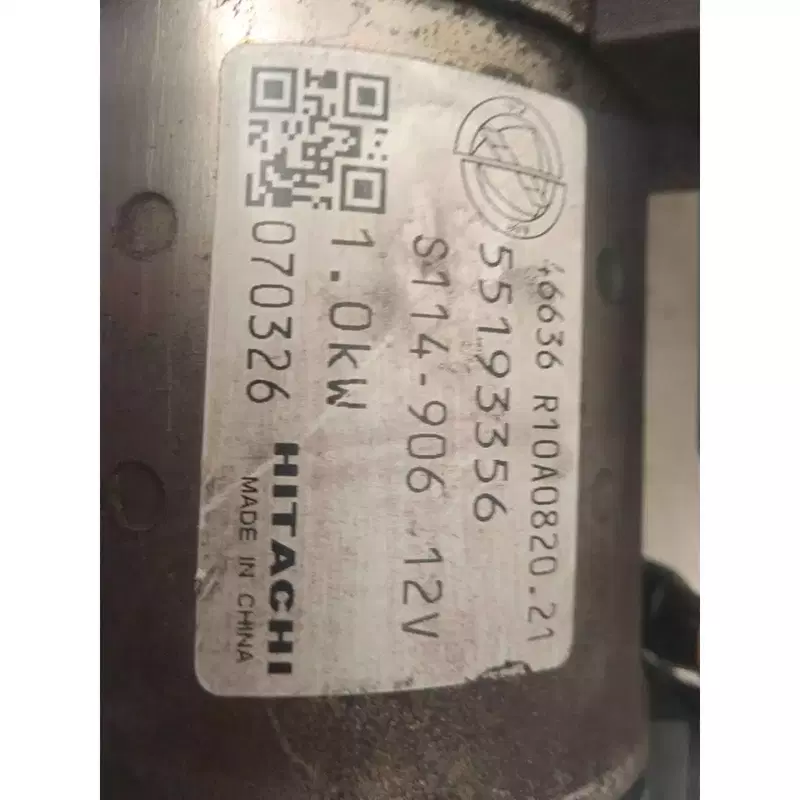 46636 R10A0820.21
55193356
S114-906 12V
1.0kW
070326 HITACHI
MADE IN CHINA